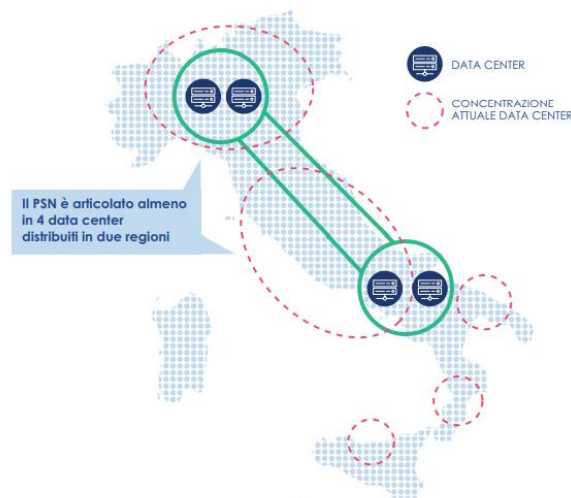 DATA CENTER
CONCENTRAZIONE
ATTUALE DATA CENTER
Il PSN è articolato almeno
in 4 data center
distribuiti in due regioni